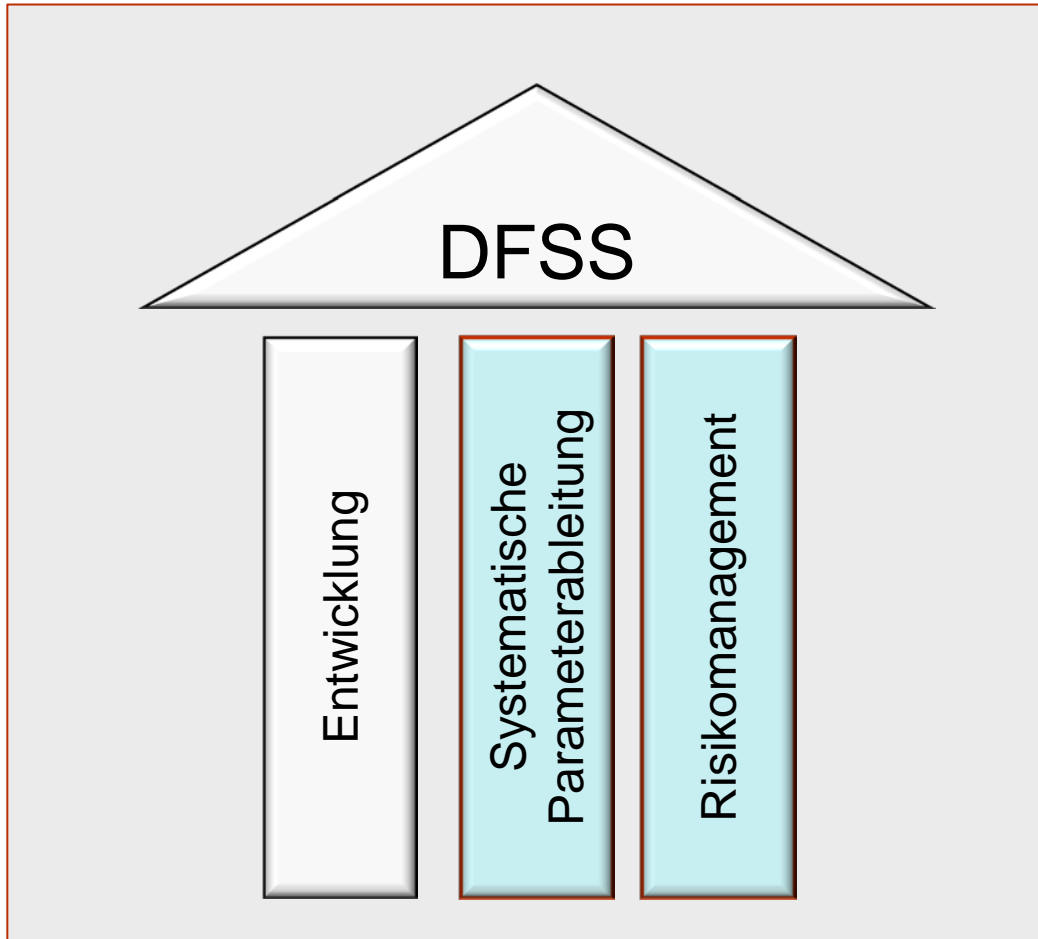 DFSS
Entwicklung
Systematische
Parameterableitung
Risikomanagement